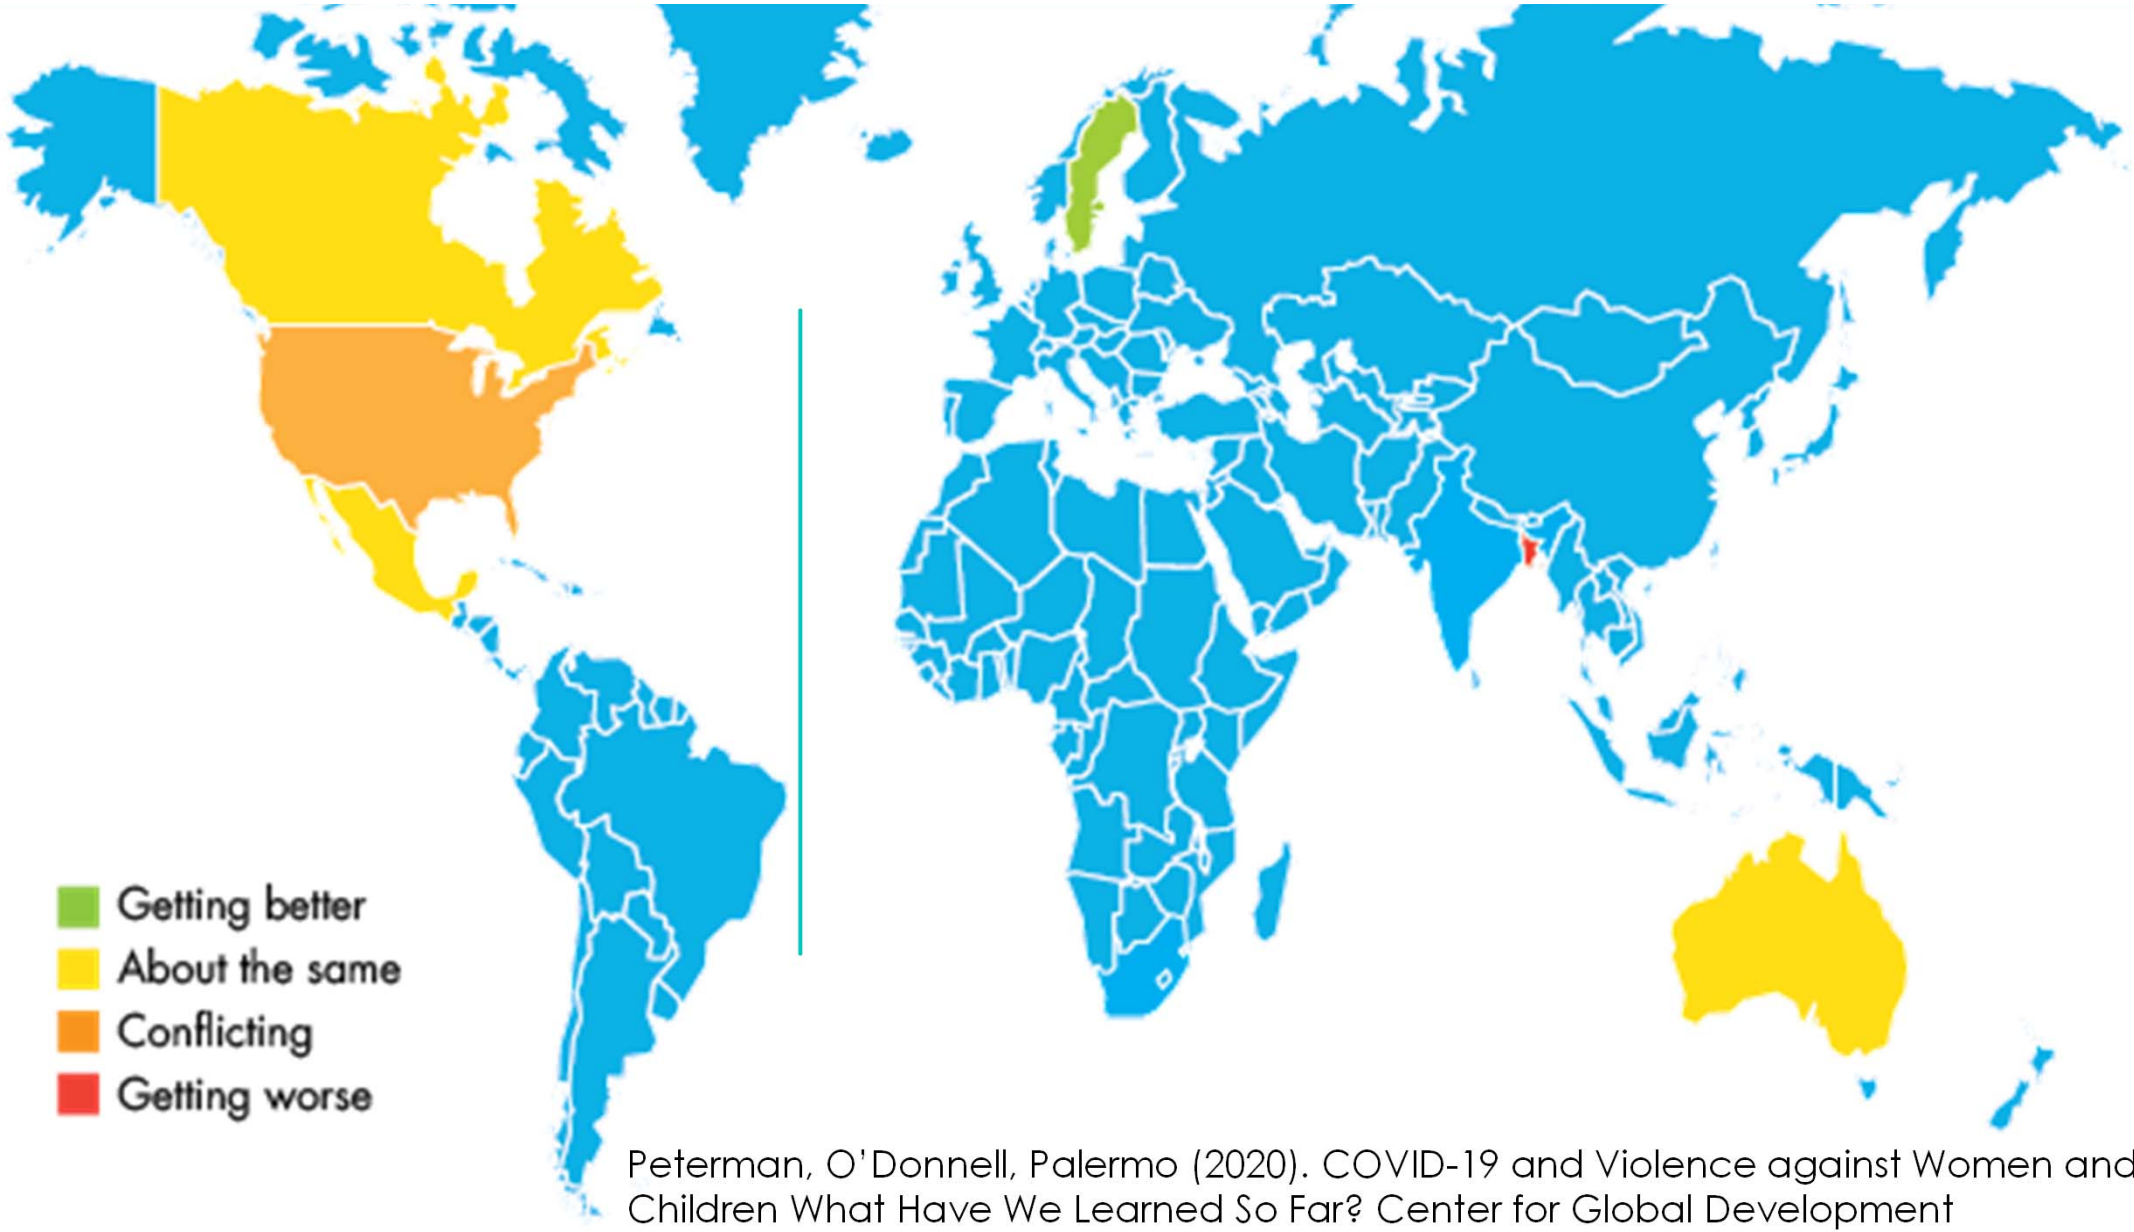 Getting better
About the same
Conflicting
Getting worse
Peterman, O'Donnell, Palermo (2020). COVID-19 and Violence against Women and
Children What Have We Learned So Far? Center for Global Development